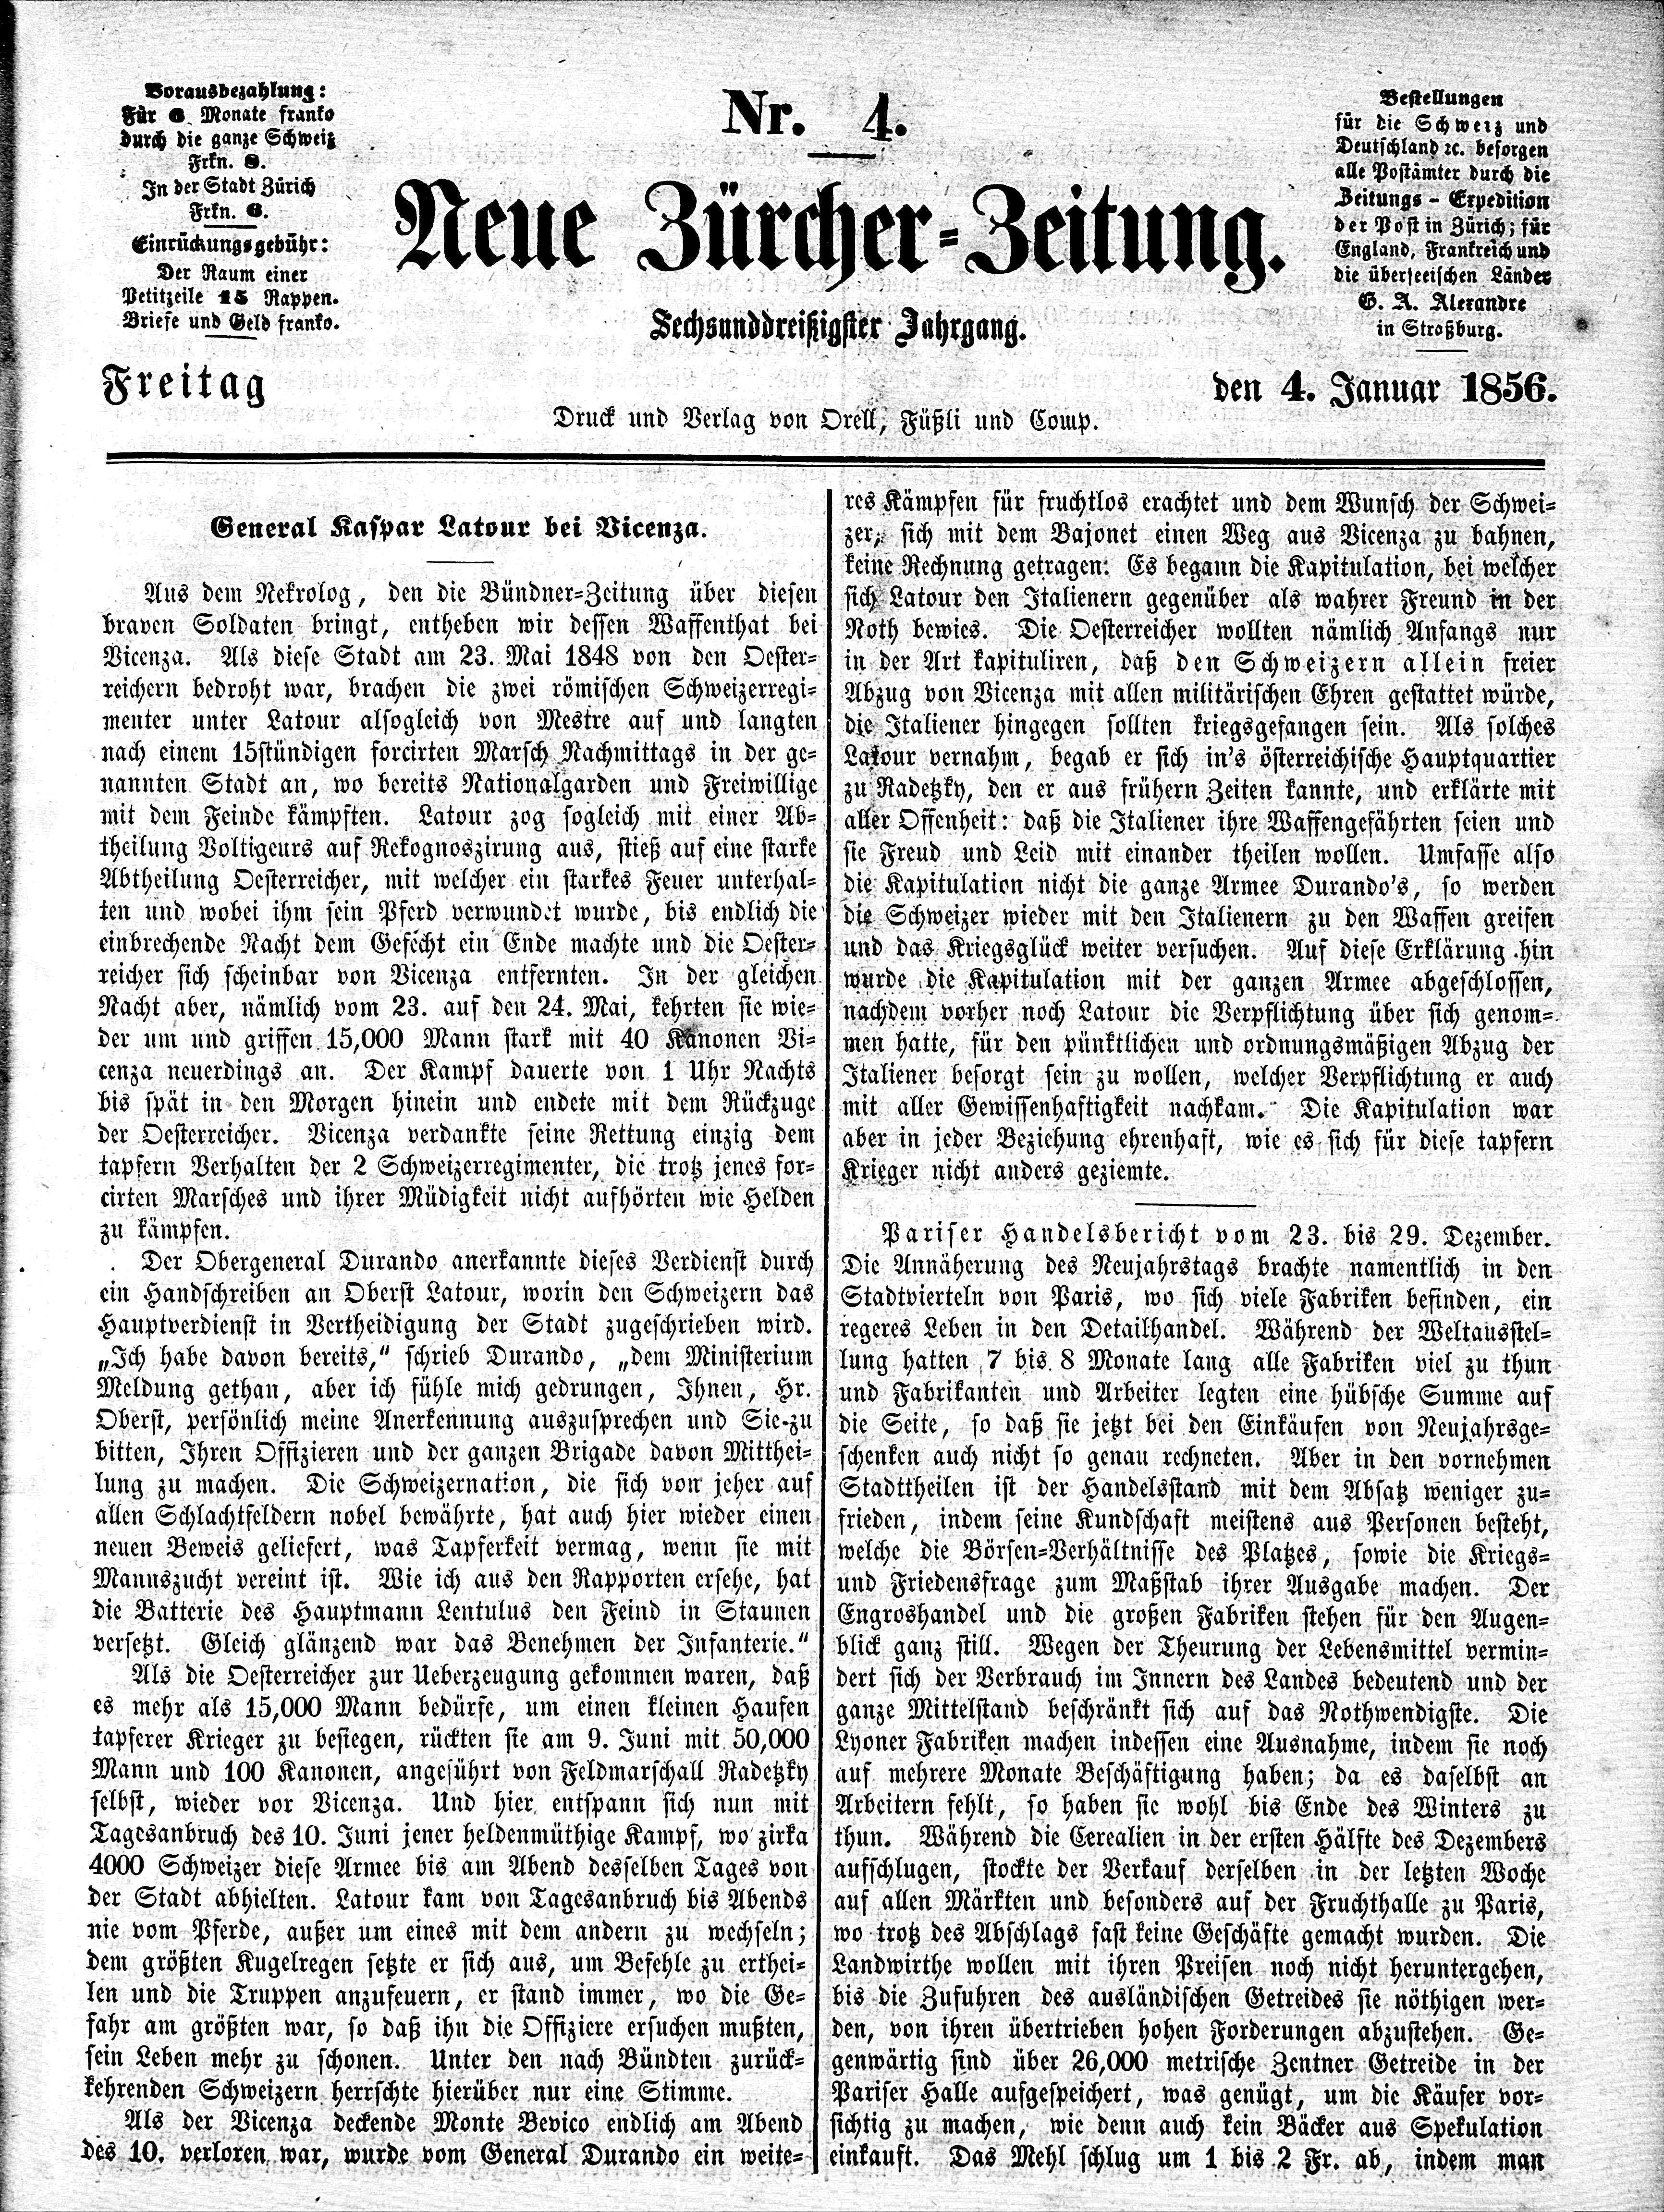 Vorausbezahlung:
Für 6 Monate franko
durch die ganze Schweiz
Frkn. 8.
In der Stadt Zürich
Frkn. 6.
Einrückungsgebühr:
Der Raum einer
Petitzeile 15 Rappen.
Briefe und Geld franko.
Nr. 4.
Neue Zürcher-Zeitung.
Sechsunddreißigster Jahrgang.
Bestellungen
für die Schweiz und
Deutschland ꝛc. besorgen
alle Postämter durch die
Zeitungs-Expedition
der Post in Zürich; für
England, Frankreich und
die überseeischen Länder
G. A. Alexandre
in Straßburg.
Freitag
den 4. Januar 1856.
Druck und Verlag von Orell, Füßli und Comp.
General Kaspar Latour bei Vicenza.
Aus dem Nekrolog, den die Bündner-Zeitung über diesen
braven Soldaten bringt, entheben wir dessen Waffenthat bei
Vicenza. Als diese Stadt am 23. Mai 1848 von den Oester-
reichern bedroht war, brachen die zwei römischen Schweizerregi-
menter unter Latour alsogleich von Mestre auf und langten
nach einem 15stündigen forcirten Marsch Nachmittags in der ge-
nannten Stadt an, wo bereits Nationalgarden und Freiwillige
mit dem Feinde kämpften. Latour zog sogleich mit einer Ab-
theilung Voltigeurs auf Rekognoszirung aus, stieß auf eine starke
Abtheilung Oesterreicher, mit welcher ein starkes Feuer unterhal-
ten und wobei ihm sein Pferd verwundet wurde, bis endlich die
einbrechende Nacht dem Gefecht ein Ende machte und die Oester-
reicher sich scheinbar von Vicenza entfernten. In der gleichen
Nacht aber, nämlich vom 23. auf den 24. Mai, kehrten sie wie-
der um und griffen 15,000 Mann stark mit 40 Kanonen Vi-
cenza neuerdings an. Der Kampf dauerte von 1 Uhr Nachts
bis spät in den Morgen hinein und endete mit dem Rückzuge
der Oesterreicher. Vicenza verdankte seine Rettung einzig dem
tapfern Verhalten der 2 Schweizerregimenter, die trotz jenes for-
cirten Marsches und ihrer Müdigkeit nicht aufhörten wie Helden
zu kämpfen.
Der Obergeneral Durando anerkannte dieses Verdienst durch
ein Handschreiben an Oberst Latour, worin den Schweizern das
Hauptverdienst in Vertheidigung der Stadt zugeschrieben wird.
„Ich habe davon bereits,“ schrieb Durando, „dem Ministerium
Meldung gethan, aber ich fühle mich gedrungen, Ihnen, Hr.
Oberst, persönlich meine Anerkennung auszusprechen und Sie zu
bitten, Ihren Offizieren und der ganzen Brigade davon Mitthei-
lung zu machen. Die Schweizernation, die sich von jeher auf
allen Schlachtfeldern nobel bewährte, hat auch hier wieder einen
neuen Beweis geliefert, was Tapferkeit vermag, wenn sie mit
Mannszucht vereint ist. Wie ich aus den Rapporten ersehe, hat
die Batterie des Hauptmann Lentulus den Feind in Staunen
versetzt. Gleich glänzend war das Benehmen der Infanterie.“
Als die Oesterreicher zur Ueberzeugung gekommen waren, daß
es mehr als 15,000 Mann bedürfe, um einen kleinen Haufen
tapferer Krieger zu besiegen, rückten sie am 9. Juni mit 50,000
Mann und 100 Kanonen, angeführt von Feldmarschall Radetzky
selbst, wieder vor Vicenza. Und hier entspann sich nun mit
Tagesanbruch des 10. Juni jener heldenmüthige Kampf, wo zirka
4000 Schweizer diese Armee bis am Abend desselben Tages von
der Stadt abhielten. Latour kam von Tagesanbruch bis Abends
nie vom Pferde, außer um eines mit dem andern zu wechseln;
dem größten Kugelregen setzte er sich aus, um Befehle zu erthei-
len und die Truppen anzufeuern, er stand immer, wo die Ge-
fahr am größten war, so daß ihn die Offiziere ersuchen mußten,
sein Leben mehr zu schonen. Unter den nach Bündten zurück-
kehrenden Schweizern herrschte hierüber nur eine Stimme.
Als der Vicenza deckende Monte Bevico endlich am Abend
des 10. verloren war, wurde vom General Durando ein weite-
res Kämpfen für fruchtlos erachtet und dem Wunsch der Schwei-
zer, sich mit dem Bajonet einen Weg aus Vicenza zu bahnen,
keine Rechnung getragen: Es begann die Kapitulation, bei welcher
sich Latour den Italienern gegenüber als wahrer Freund in der
Noth bewies. Die Oesterreicher wollten nämlich Anfangs nur
in der Art kapituliren, daß den Schweizern allein freier
Abzug von Vicenza mit allen militärischen Ehren gestattet würde,
die Italiener hingegen sollten kriegsgefangen sein. Als solches
Latour vernahm, begab er sich in's österreichische Hauptquartier
zu Radetzky, den er aus frühern Zeiten kannte, und erklärte mit
aller Offenheit: daß die Italiener ihre Waffengefährten seien und
sie Freud und Leid mit einander theilen wollen. Umfasse also
die Kapitulation nicht die ganze Armee Durando's, so werden
die Schweizer wieder mit den Italienern zu den Waffen greifen
und das Kriegsglück weiter versuchen. Auf diese Erklärung hin
wurde die Kapitulation mit der ganzen Armee abgeschlossen,
nachdem vorher noch Latour die Verpflichtung über sich genom-
men hatte, für den pünktlichen und ordnungsmäßigen Abzug der
Italiener besorgt sein zu wollen, welcher Verpflichtung er auch
mit aller Gewissenhaftigkeit nachkam. Die Kapitulation war
aber in jeder Beziehung ehrenhaft, wie es sich für diese tapfern
Krieger nicht anders geziemte.
Pariser Handelsbericht vom 23. bis 29. Dezember.
Die Annäherung des Neujahrstags brachte namentlich in den
Stadtvierteln von Paris, wo sich viele Fabriken befinden, ein
regeres Leben in den Detailhandel. Während der Weltausstel-
lung hatten 7 bis 8 Monate lang alle Fabriken viel zu thun
und Fabrikanten und Arbeiter legten eine hübsche Summe auf
die Seite, so daß sie jetzt bei den Einkäufen von Neujahrsge-
schenken auch nicht so genau rechneten. Aber in den vornehmen
Stadttheilen ist der Handelsstand mit dem Absatz weniger zu-
frieden, indem seine Kundschaft meistens aus Personen besteht,
welche die Börsen-Verhältnisse des Platzes, sowie die Kriegs-
und Friedensfrage zum Maßstab ihrer Ausgabe machen. Der
Engroshandel und die großen Fabriken stehen für den Augen-
blick ganz still. Wegen der Theurung der Lebensmittel vermin-
dert sich der Verbrauch im Innern des Landes bedeutend und der
ganze Mittelstand beschränkt sich auf das Nothwendigste. Die
Lyoner Fabriken machen indessen eine Ausnahme, indem sie noch
auf mehrere Monate Beschäftigung haben; da es daselbst an
Arbeitern fehlt, so haben sie wohl bis Ende des Winters zu
thun. Während die Cerealien in der ersten Hälfte des Dezembers
aufschlugen, stockte der Verkauf derselben in der letzten Woche
auf allen Märkten und besonders auf der Fruchthalle zu Paris,
wo trotz des Abschlags fast keine Geschäfte gemacht wurden. Die
Landwirthe wollen mit ihren Preisen noch nicht heruntergehen,
bis die Zufuhren des ausländischen Getreides sie nöthigen wer-
den, von ihren übertrieben hohen Forderungen abzustehen. Ge-
genwärtig sind über 26,000 metrische Zentner Getreide in der
Pariser Halle aufgespeichert, was genügt, um die Käufer vor-
sichtig zu machen, wie denn auch kein Bäcker aus Spekulation
einkauft. Das Mehl schlug um 1 bis 2 Fr. ab, indem man